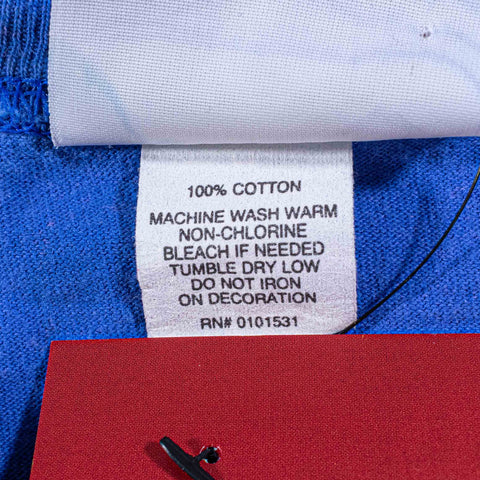 100% COTTON
MACHINE WASH WARM
NON-CHLORINE
BLEACH IF NEEDED
TUMBLE DRY LOW
DO NOT IRON
ON DECORATION
RN# 0101531